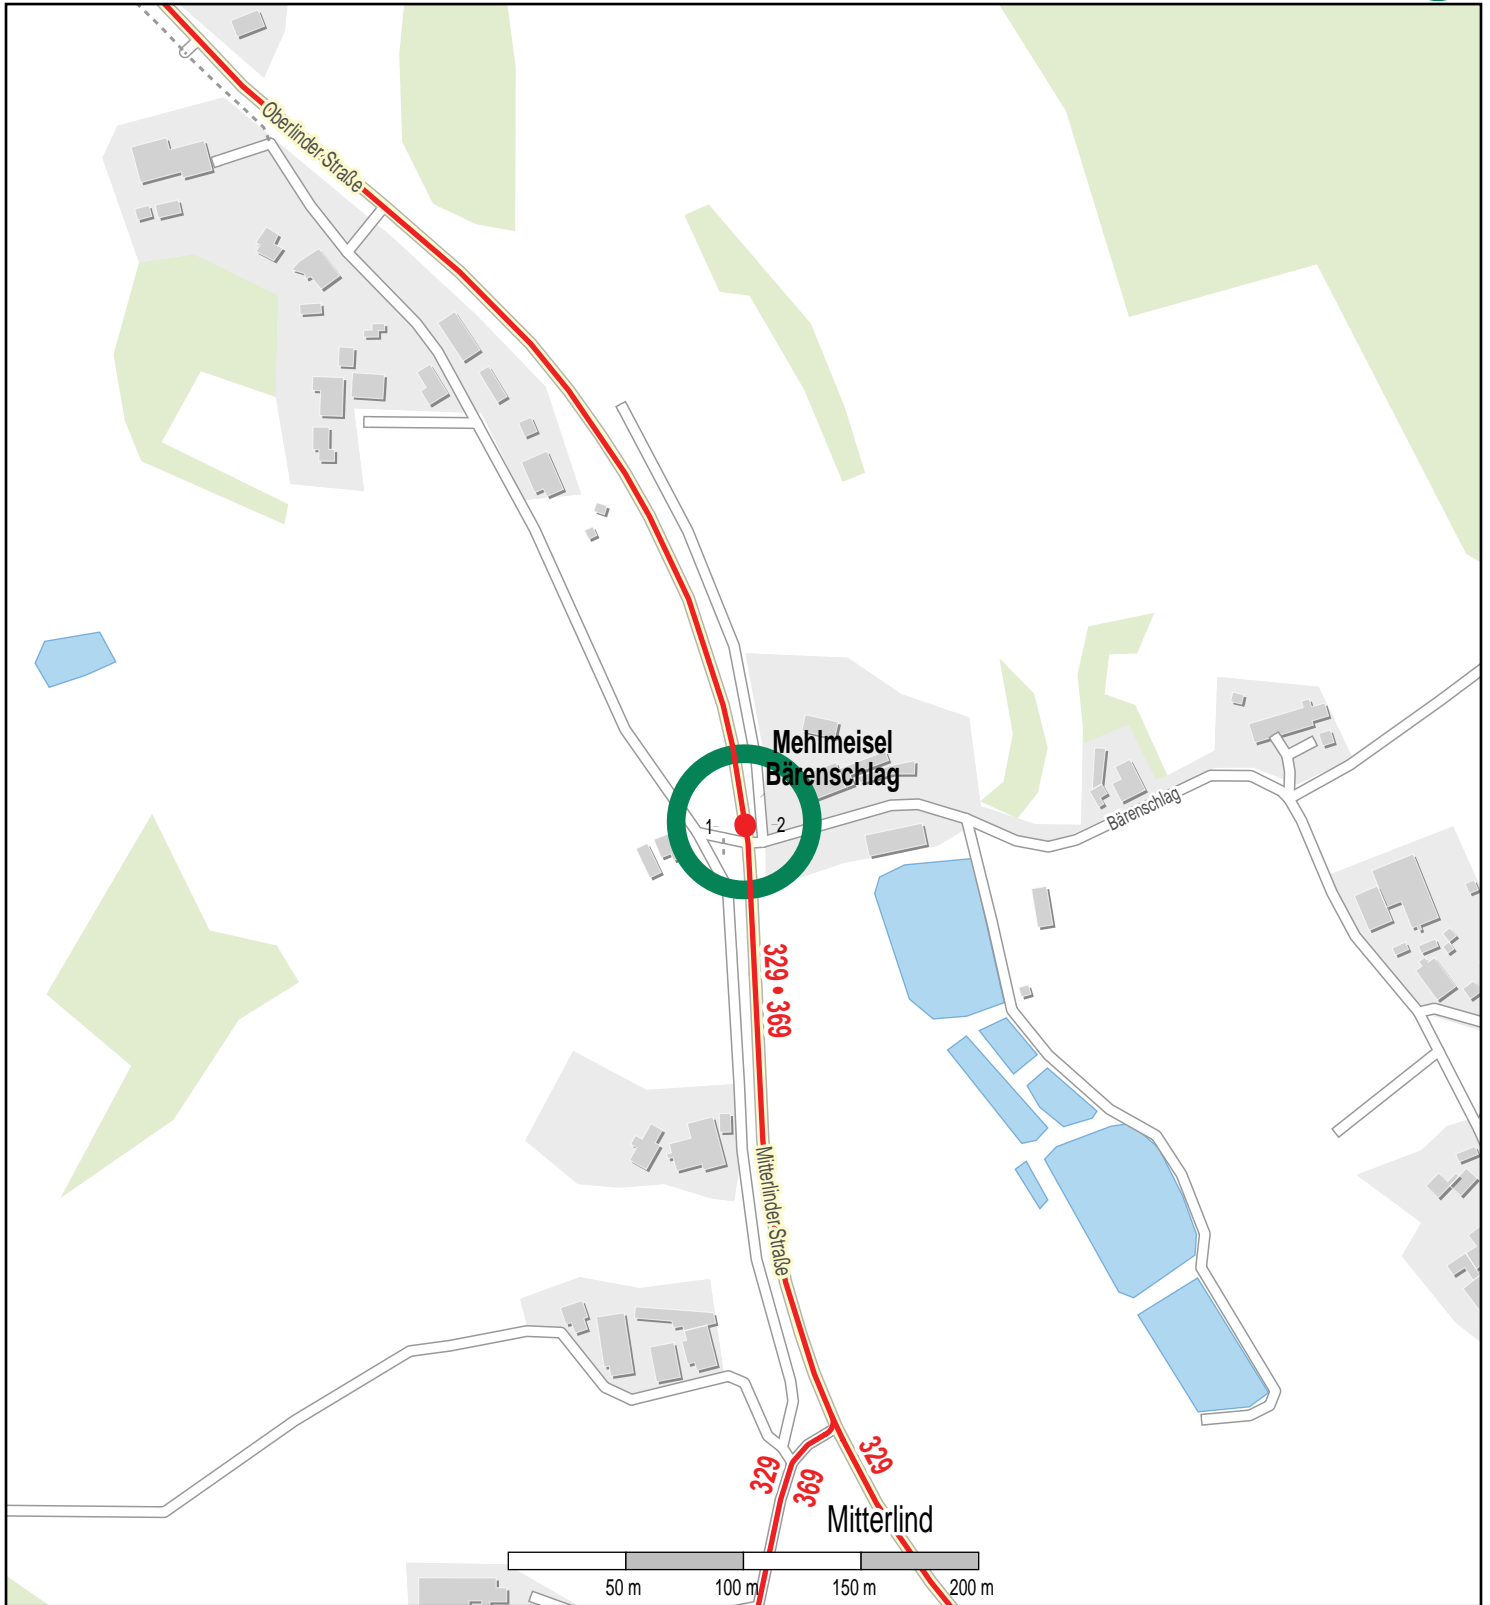 Oberlinder Straße
Mehlmeisel
Bärenschlag
1
2
Bärenschlag
329 • 369
Mitterlinder Straße
329
369
329
Mitterlind
50 m
100 m
150 m
200 m